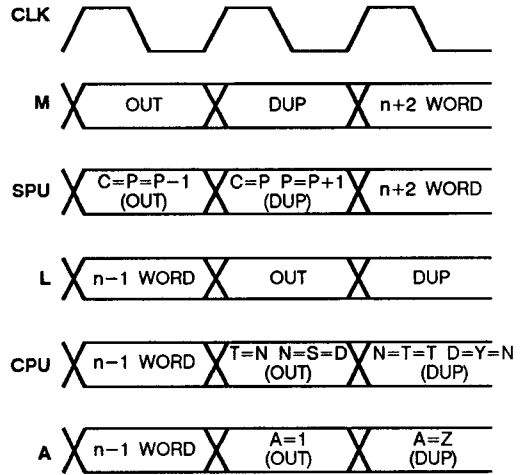 CLK
M OUT DUP n+2 WORD
SPU C=P=P−1 (OUT) C=P P=P+1 (DUP) n+2 WORD
L n−1 WORD OUT DUP
CPU n−1 WORD T=N N=S=D (OUT) N=T=T D=Y=N (DUP)
A n−1 WORD A=1 (OUT) A=Z (DUP)